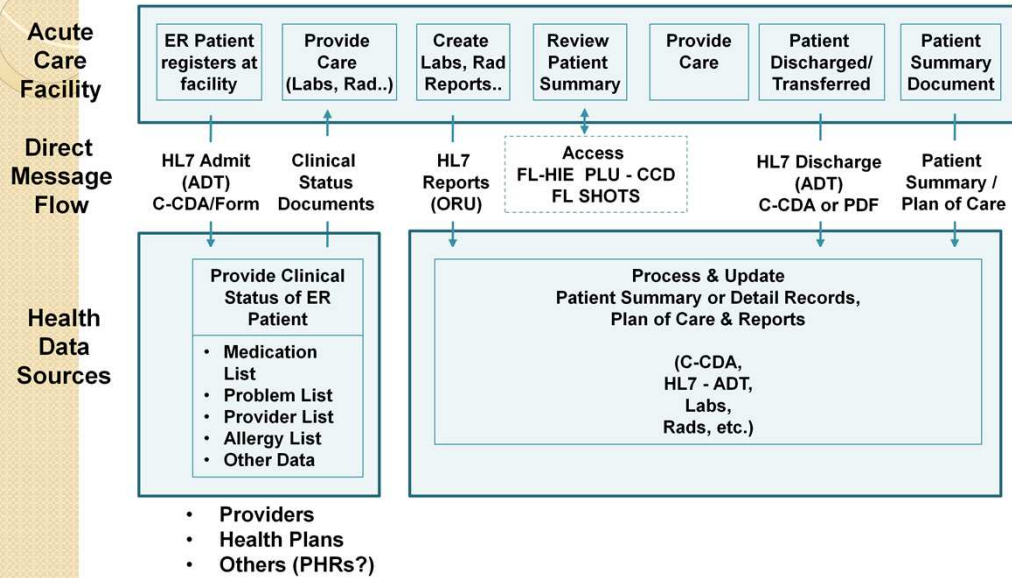 Acute
Care
Facility
ER Patient
registers at
facility
Provide
Care
(Labs, Rad..)
Create
Labs, Rad
Reports..
Review
Patient
Summary
Provide
Care
Patient
Discharged/
Transferred
Patient
Summary
Document
Direct
Message
Flow
HL7 Admit
(ADT)
C-CDA/Form
Clinical
Status
Documents
HL7
Reports
(ORU)
Access
FL-HIE PLU - CCD
FL SHOTS
HL7 Discharge
(ADT)
C-CDA or PDF
Patient
Summary /
Plan of Care
Health
Data
Sources
Provide Clinical
Status of ER
Patient
• Medication
List
• Problem List
• Provider List
• Allergy List
• Other Data
Process & Update
Patient Summary or Detail Records,
Plan of Care & Reports
(C-CDA,
HL7 - ADT,
Labs,
Rads, etc.)
• Providers
• Health Plans
• Others (PHRs?)